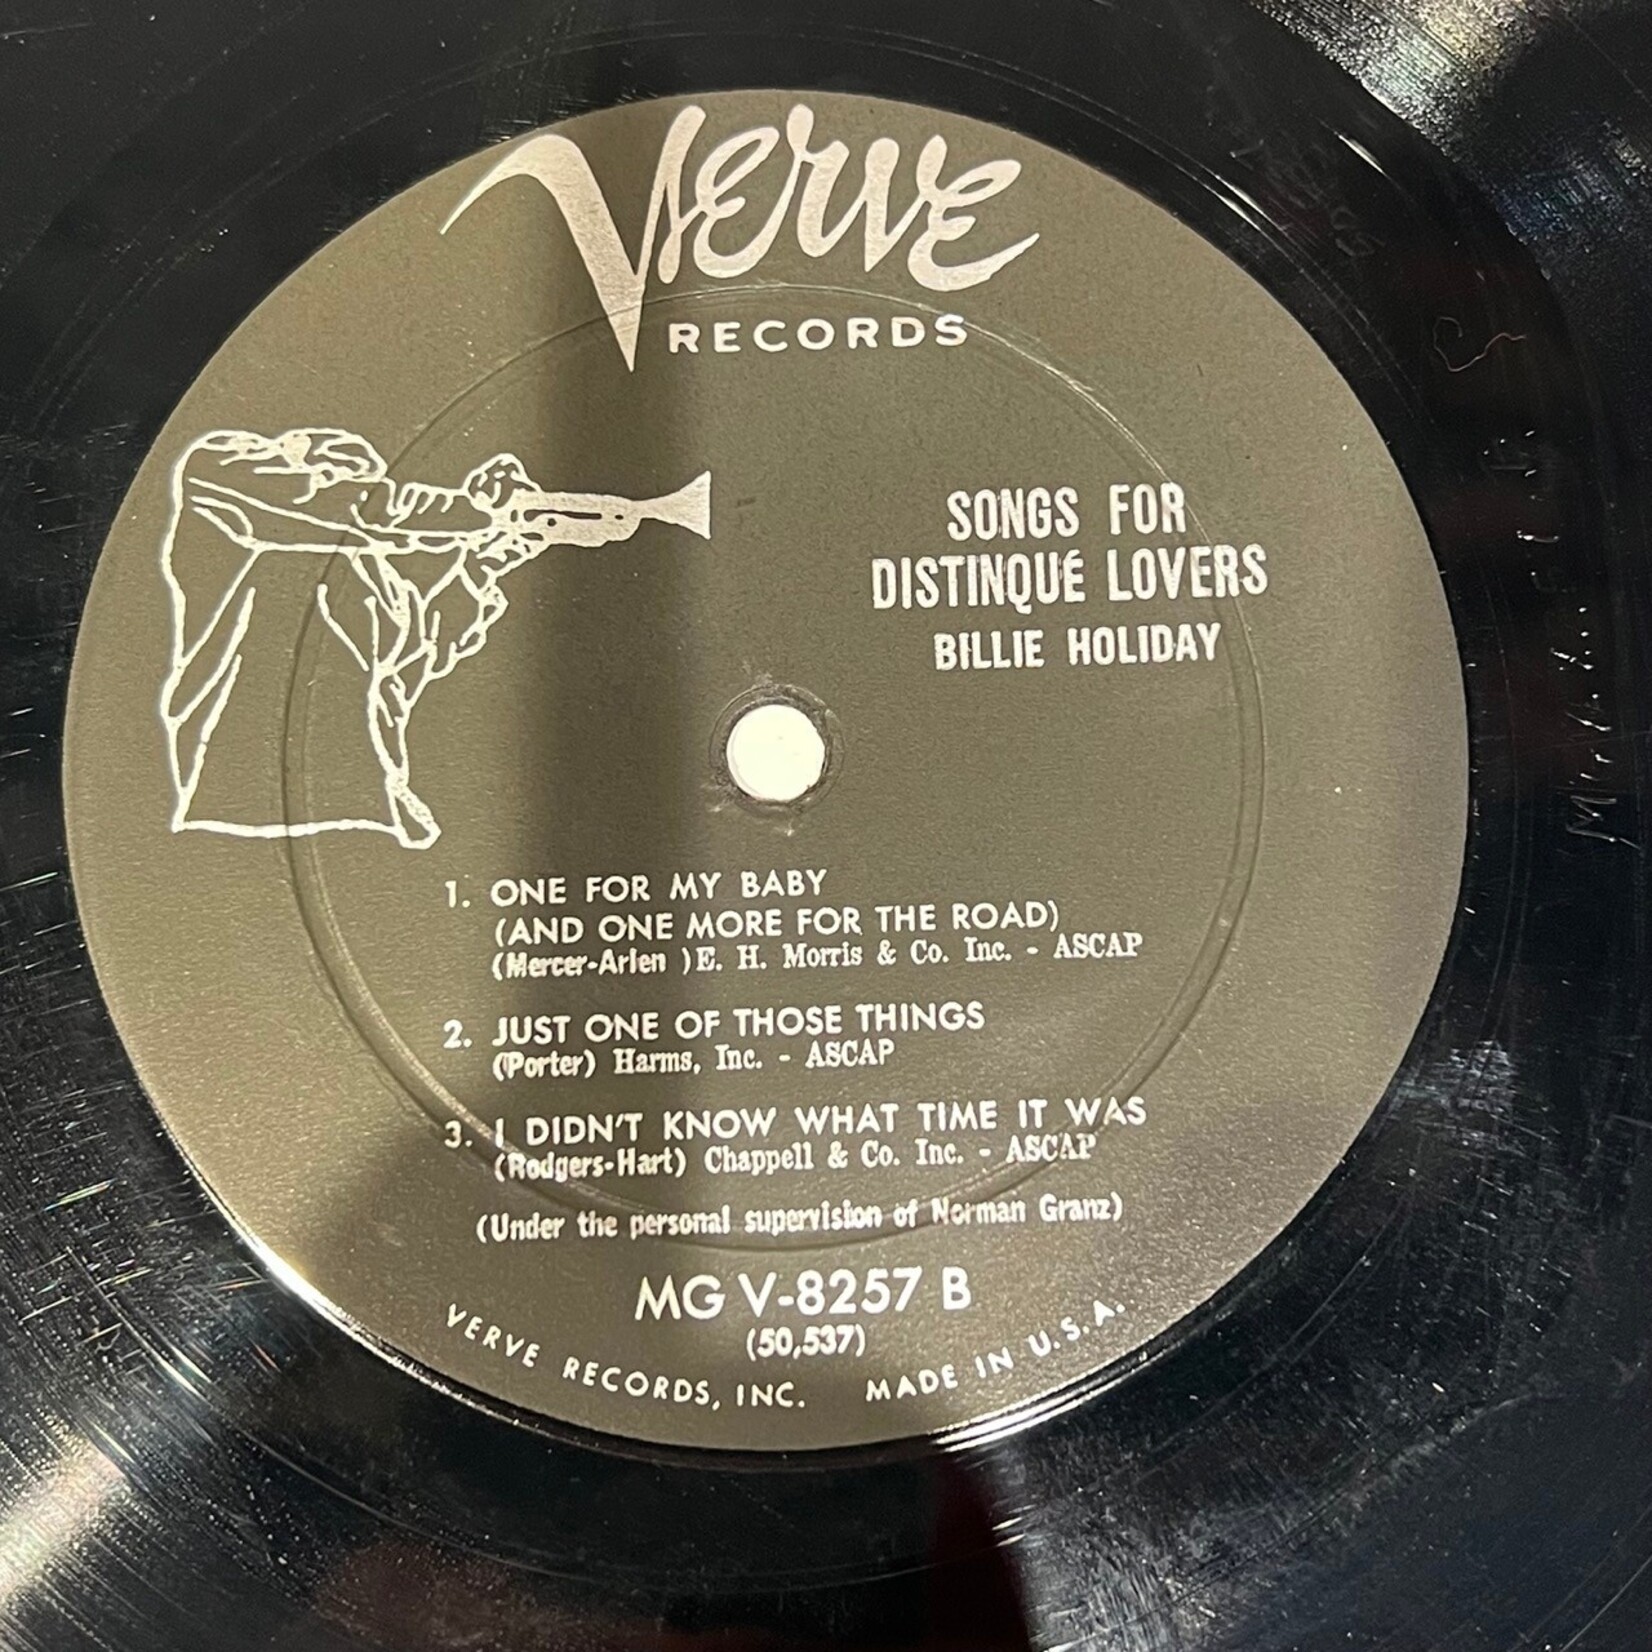 Verve
RECORDS
SONGS FOR
DISTINQUÉ LOVERS
BILLIE HOLIDAY
1. ONE FOR MY BABY
(AND ONE MORE FOR THE ROAD)
(Mercer-Arlen ) E. H. Morris & Co. Inc. - ASCAP
2. JUST ONE OF THOSE THINGS
(Porter) Harms, Inc. - ASCAP
3. I DIDN'T KNOW WHAT TIME IT WAS
(Rodgers-Hart) Chappell & Co. Inc. - ASCAP
(Under the personal supervision of Norman Granz)
MG V-8257 B
(50,537)
VERVE RECORDS, INC. MADE IN U.S.A.